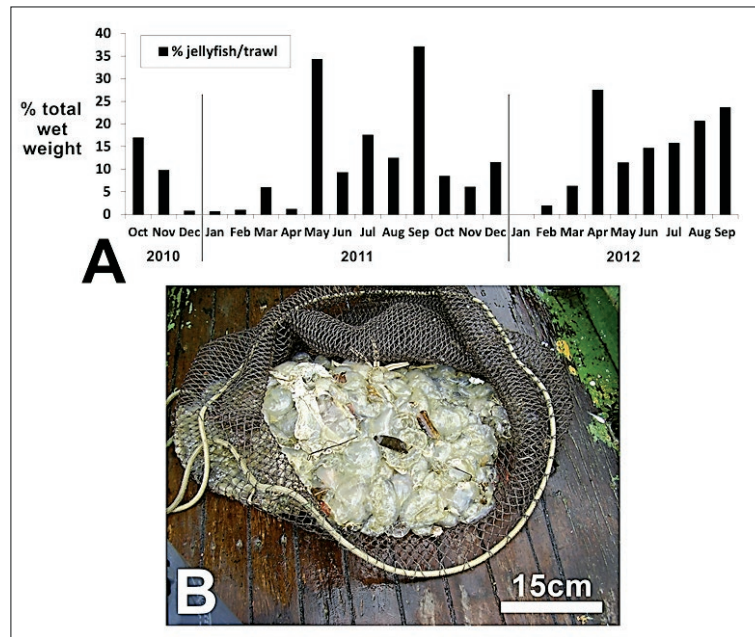 40
35
30
25
20
15
10
5
0
% jellyfish/trawl
% total
wet
weight
Oct Nov Dec Jan Feb Mar Apr May Jun Jul Aug Sep Oct Nov Dec Jan Feb Mar Apr May Jun Jul Aug Sep
2010 2011 2012
A
B
15cm